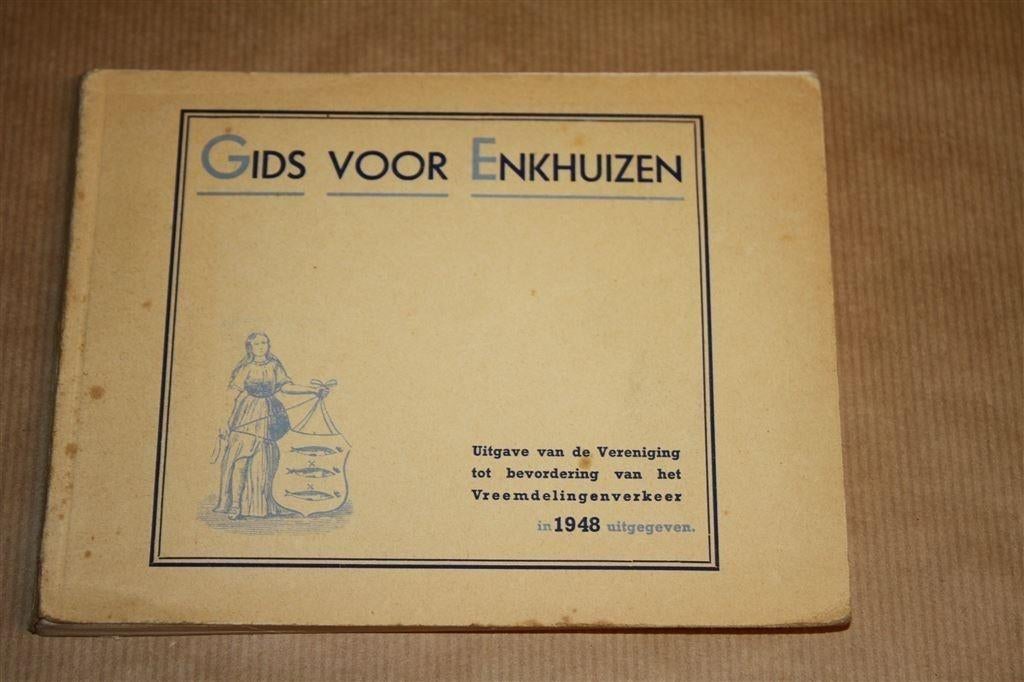 GIDS VOOR ENKHUIZEN
Uitgave van de Vereniging
tot bevordering van het
Vreemdelingenverkeer
in 1948 uitgegeven.